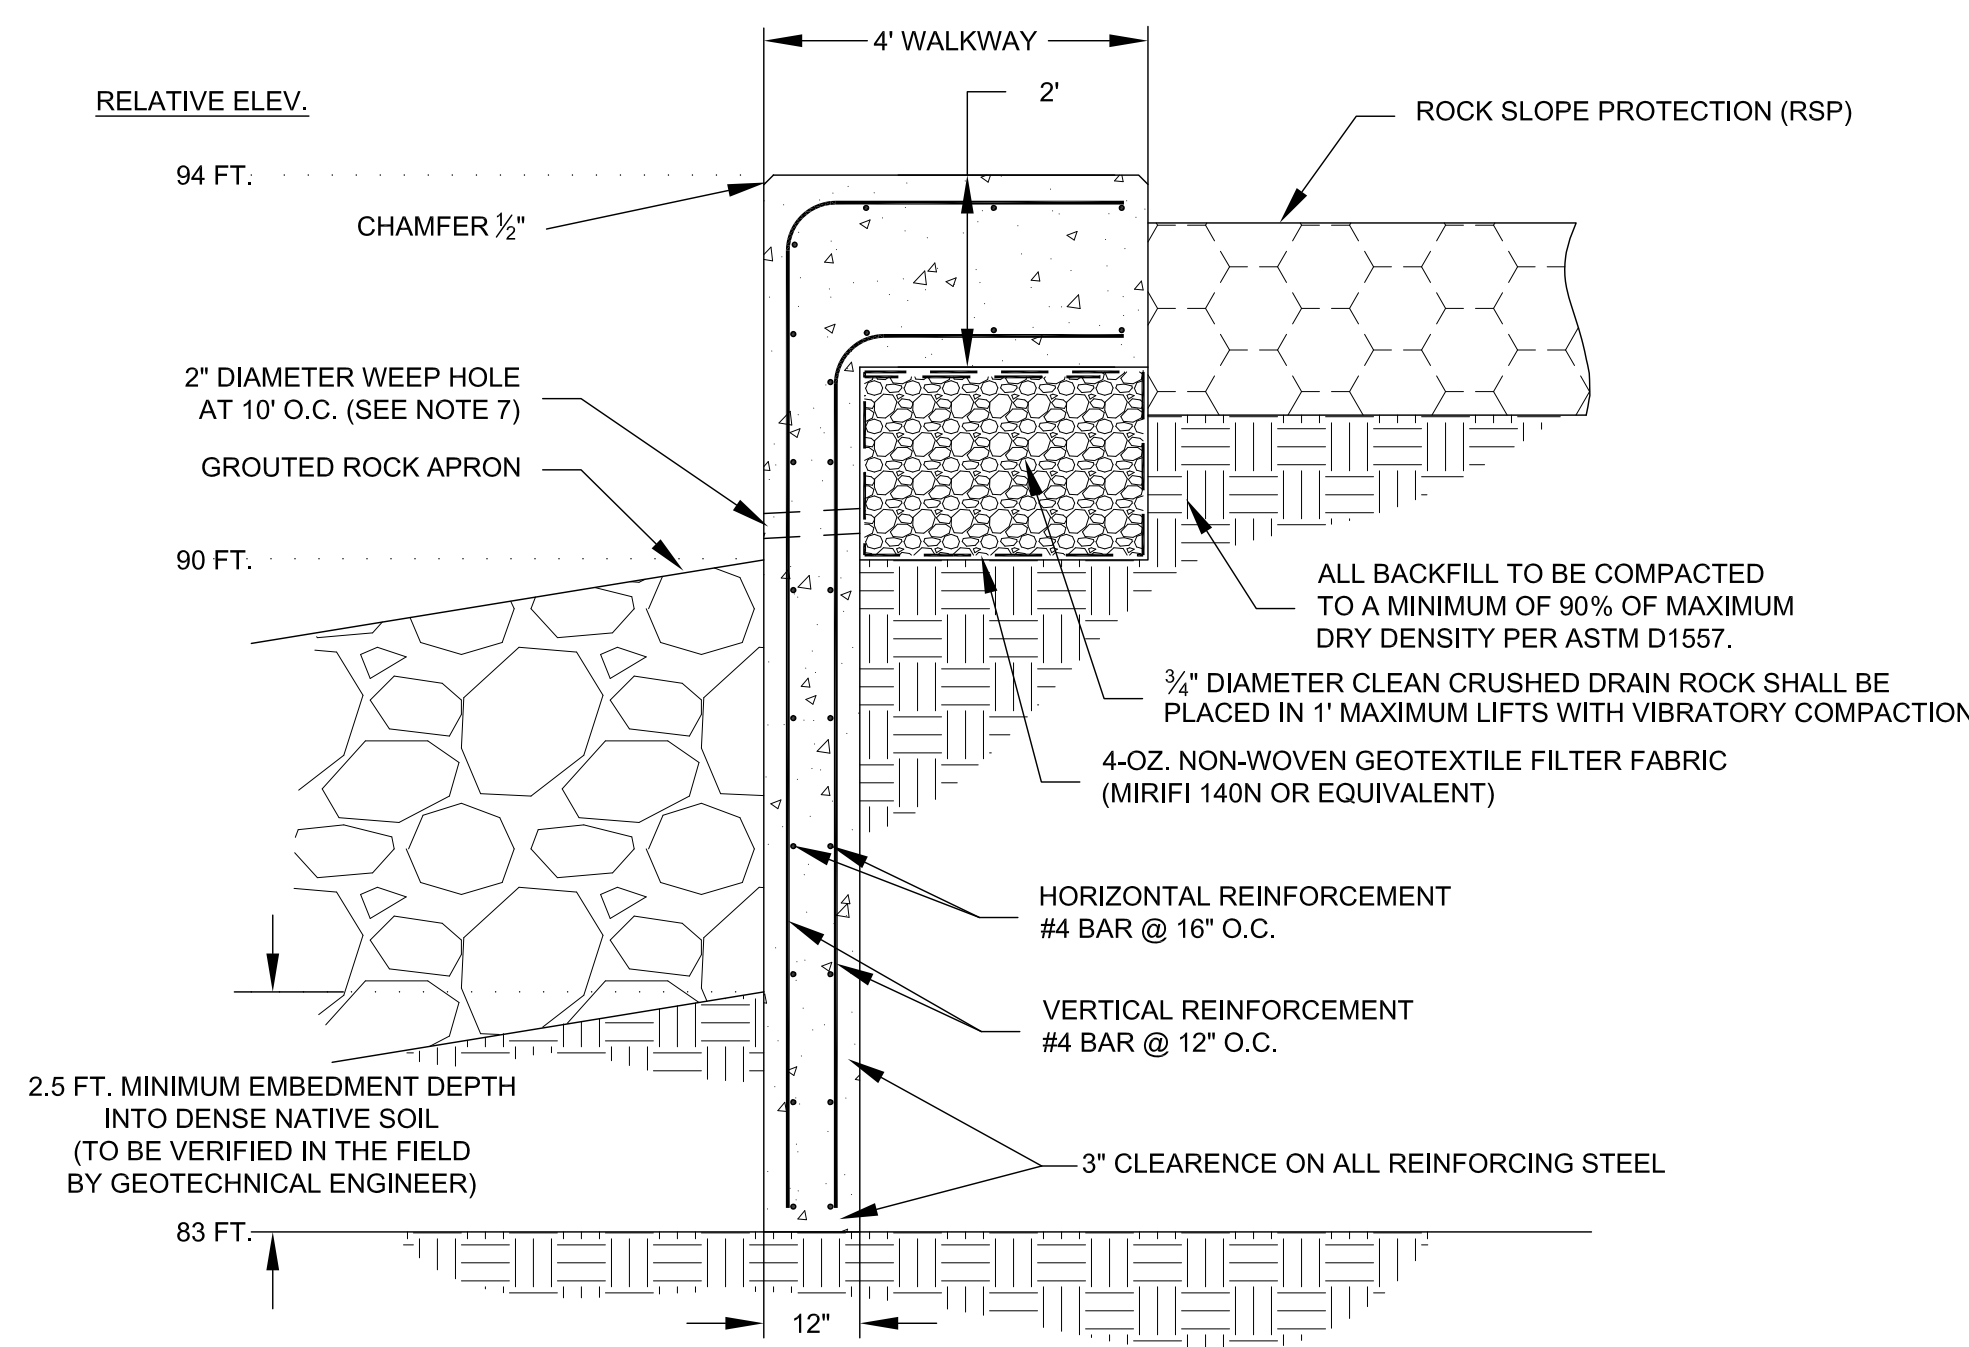 4' WALKWAY
2'
RELATIVE ELEV.
ROCK SLOPE PROTECTION (RSP)
94 FT.
CHAMFER ½"
2" DIAMETER WEEP HOLE
AT 10' O.C. (SEE NOTE 7)
GROUTED ROCK APRON
90 FT.
ALL BACKFILL TO BE COMPACTED
TO A MINIMUM OF 90% OF MAXIMUM
DRY DENSITY PER ASTM D1557.
¾" DIAMETER CLEAN CRUSHED DRAIN ROCK SHALL BE
PLACED IN 1' MAXIMUM LIFTS WITH VIBRATORY COMPACTION
4-OZ. NON-WOVEN GEOTEXTILE FILTER FABRIC
(MIRIFI 140N OR EQUIVALENT)
HORIZONTAL REINFORCEMENT
#4 BAR @ 16" O.C.
VERTICAL REINFORCEMENT
#4 BAR @ 12" O.C.
2.5 FT. MINIMUM EMBEDMENT DEPTH
INTO DENSE NATIVE SOIL
(TO BE VERIFIED IN THE FIELD
BY GEOTECHNICAL ENGINEER)
3" CLEARENCE ON ALL REINFORCING STEEL
83 FT.
12"